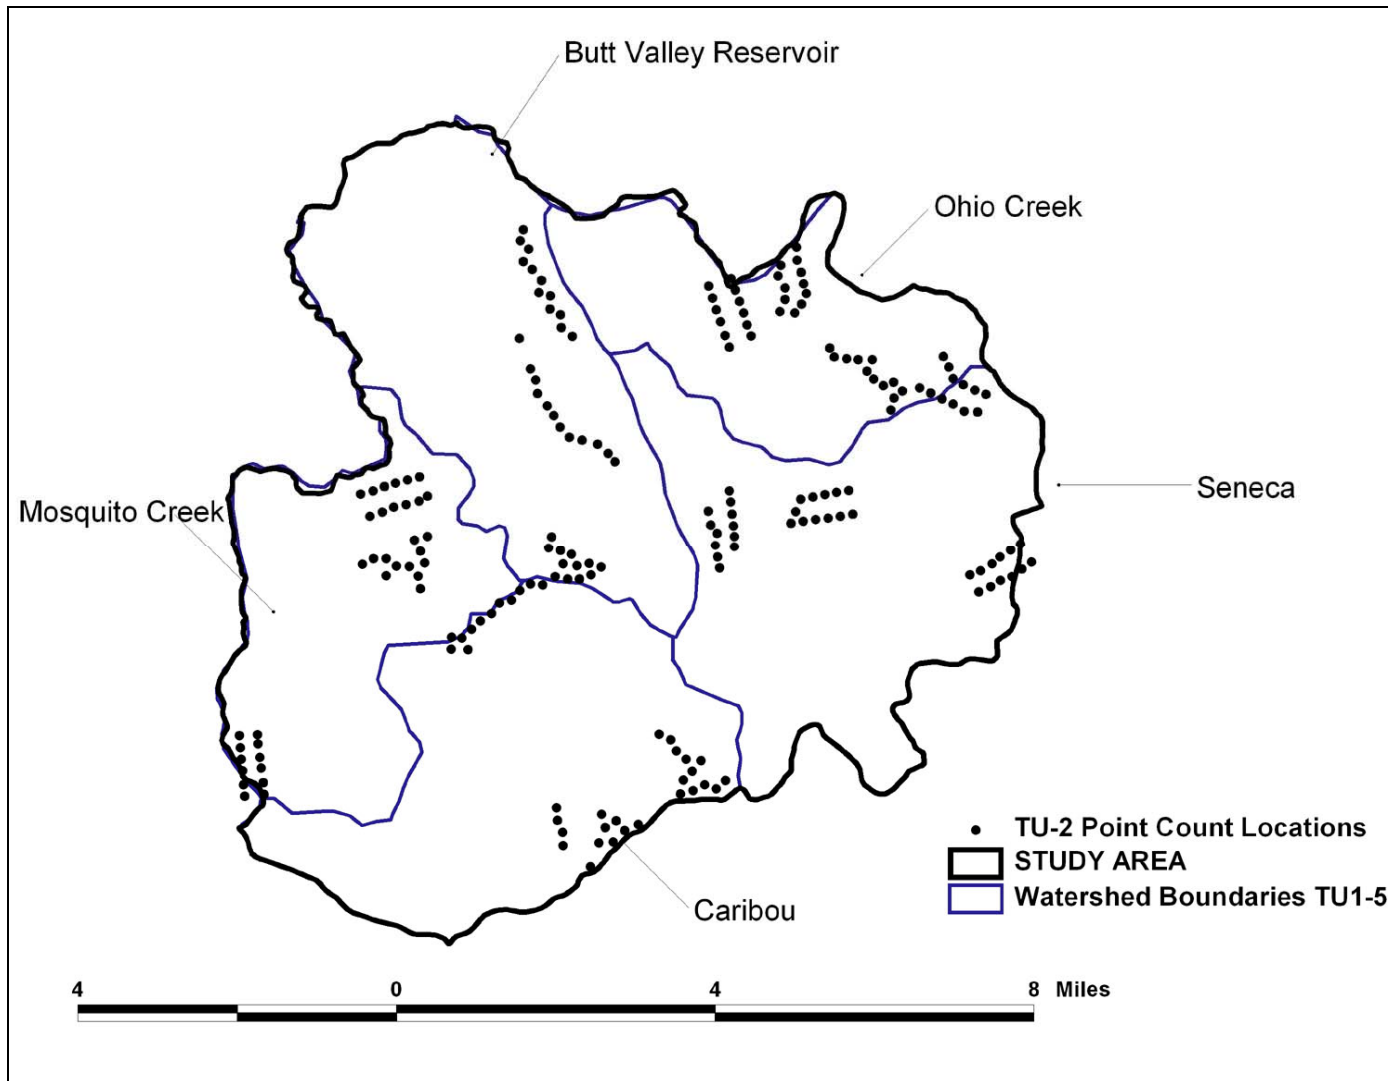 Butt Valley Reservoir
Ohio Creek
Seneca
Mosquito Creek
TU-2 Point Count Locations
STUDY AREA
Watershed Boundaries TU1-5
Caribou
4 0 4 8 Miles